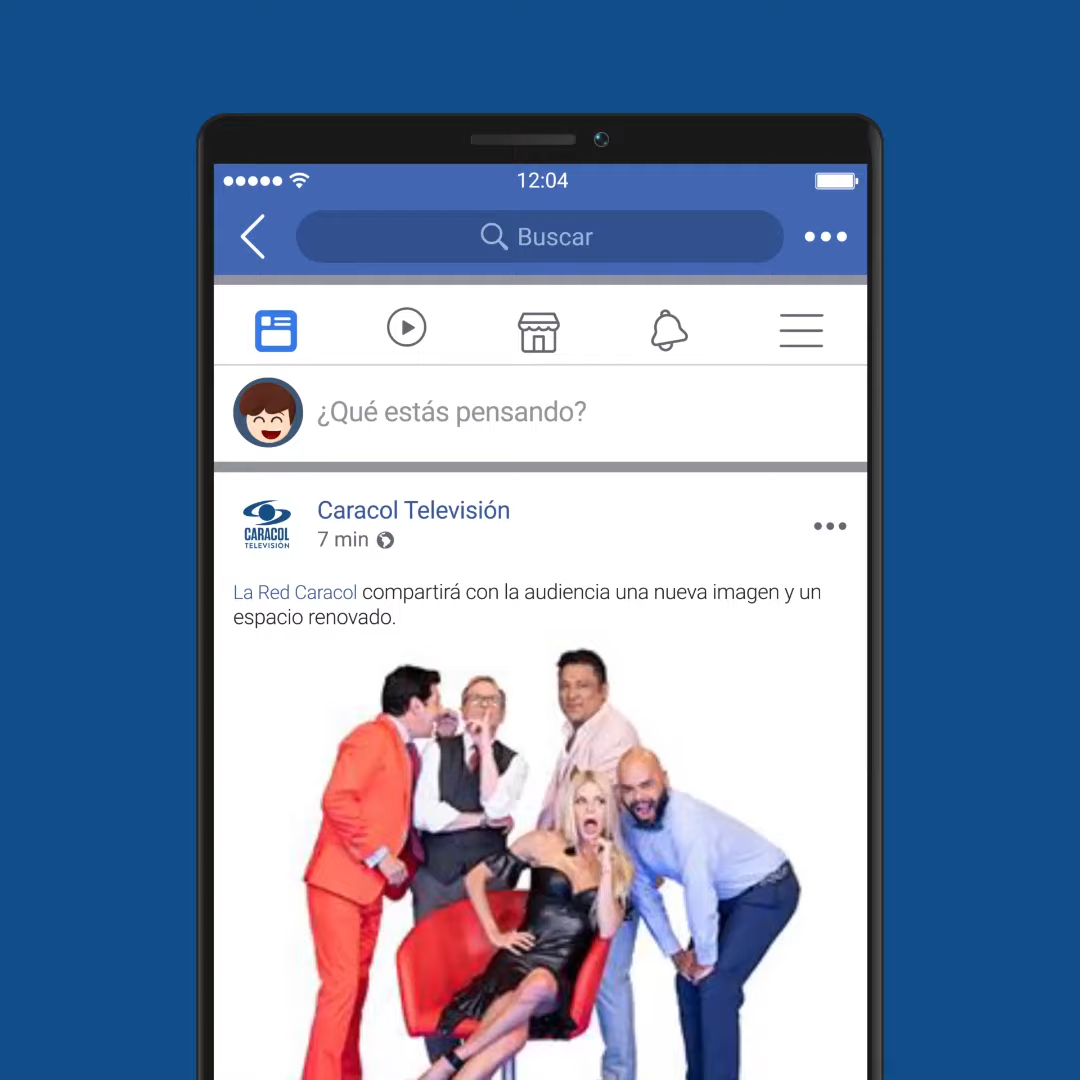 12:04
Buscar
¿Qué estás pensando?
CARACOL
TELEVISIÓN
Caracol Televisión
7 min
La Red Caracol compartirá con la audiencia una nueva imagen y un
espacio renovado.